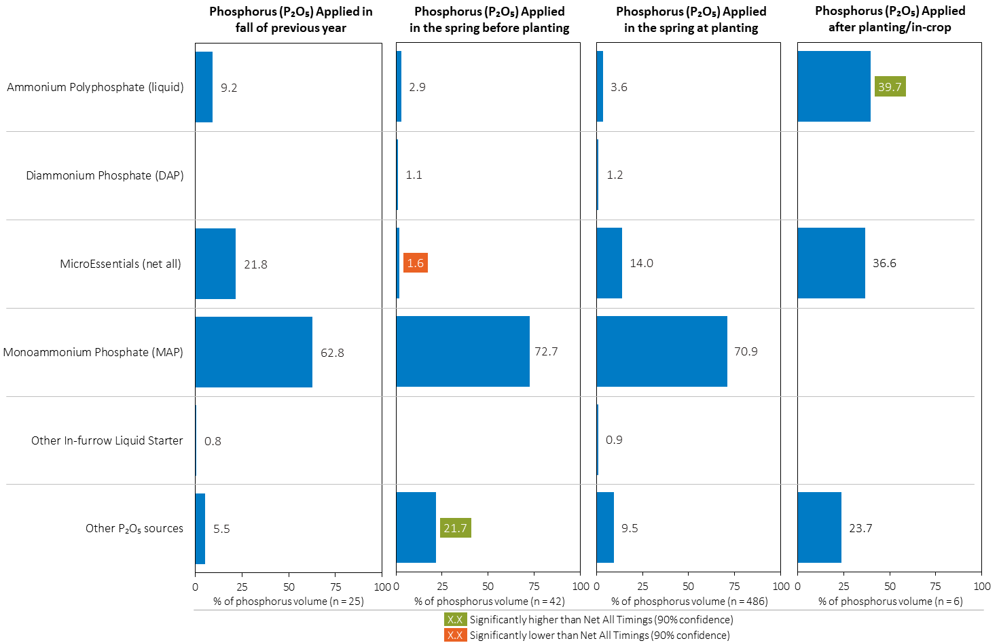 Phosphorus (P₂O₅) Applied in
fall of previous year
Phosphorus (P₂O₅) Applied
in the spring before planting
Phosphorus (P₂O₅) Applied
in the spring at planting
Phosphorus (P₂O₅) Applied
after planting/in-crop
Ammonium Polyphosphate (liquid) 9.2 2.9 3.6 39.7
Diammonium Phosphate (DAP) 1.1 1.2
MicroEssentials (net all) 21.8 1.6 14.0 36.6
Monoammonium Phosphate (MAP) 62.8 72.7 70.9
Other In-furrow Liquid Starter 0.8 0.9
Other P₂O₅ sources 5.5 21.7 9.5 23.7
0 25 50 75 100 0 25 50 75 100 0 25 50 75 100 0 25 50 75 100
% of phosphorus volume (n = 25) % of phosphorus volume (n = 42) % of phosphorus volume (n = 486) % of phosphorus volume (n = 6)
X.X Significantly higher than Net All Timings (90% confidence)
X.X Significantly lower than Net All Timings (90% confidence)